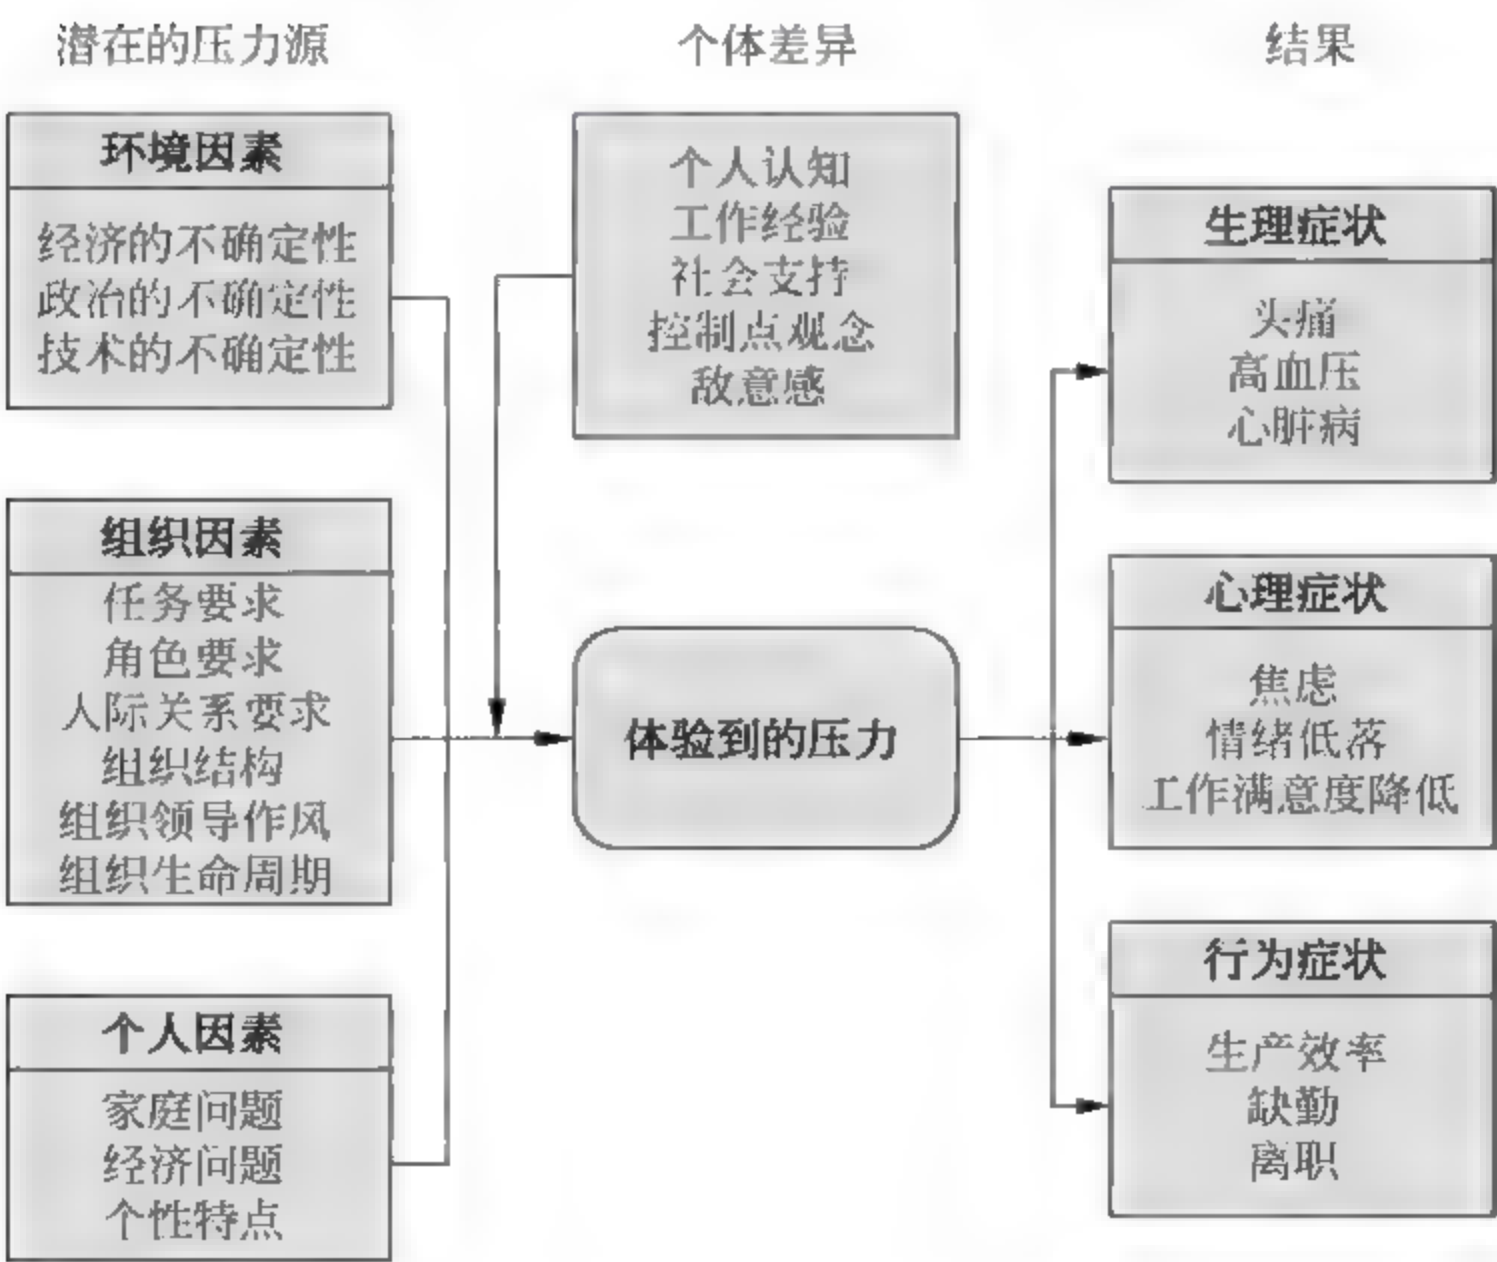 潜在的压力源
环境因素
经济的不确定性
政治的不确定性
技术的不确定性
组织因素
任务要求
角色要求
人际关系要求
组织结构
组织领导作风
组织生命周期
个人因素
家庭问题
经济问题
个性特点
个体差异
个人认知
工作经验
社会支持
控制点观念
敌意感
体验到的压力
结果
生理症状
头痛
高血压
心脏病
心理症状
焦虑
情绪低落
工作满意度降低
行为症状
生产效率
缺勤
离职